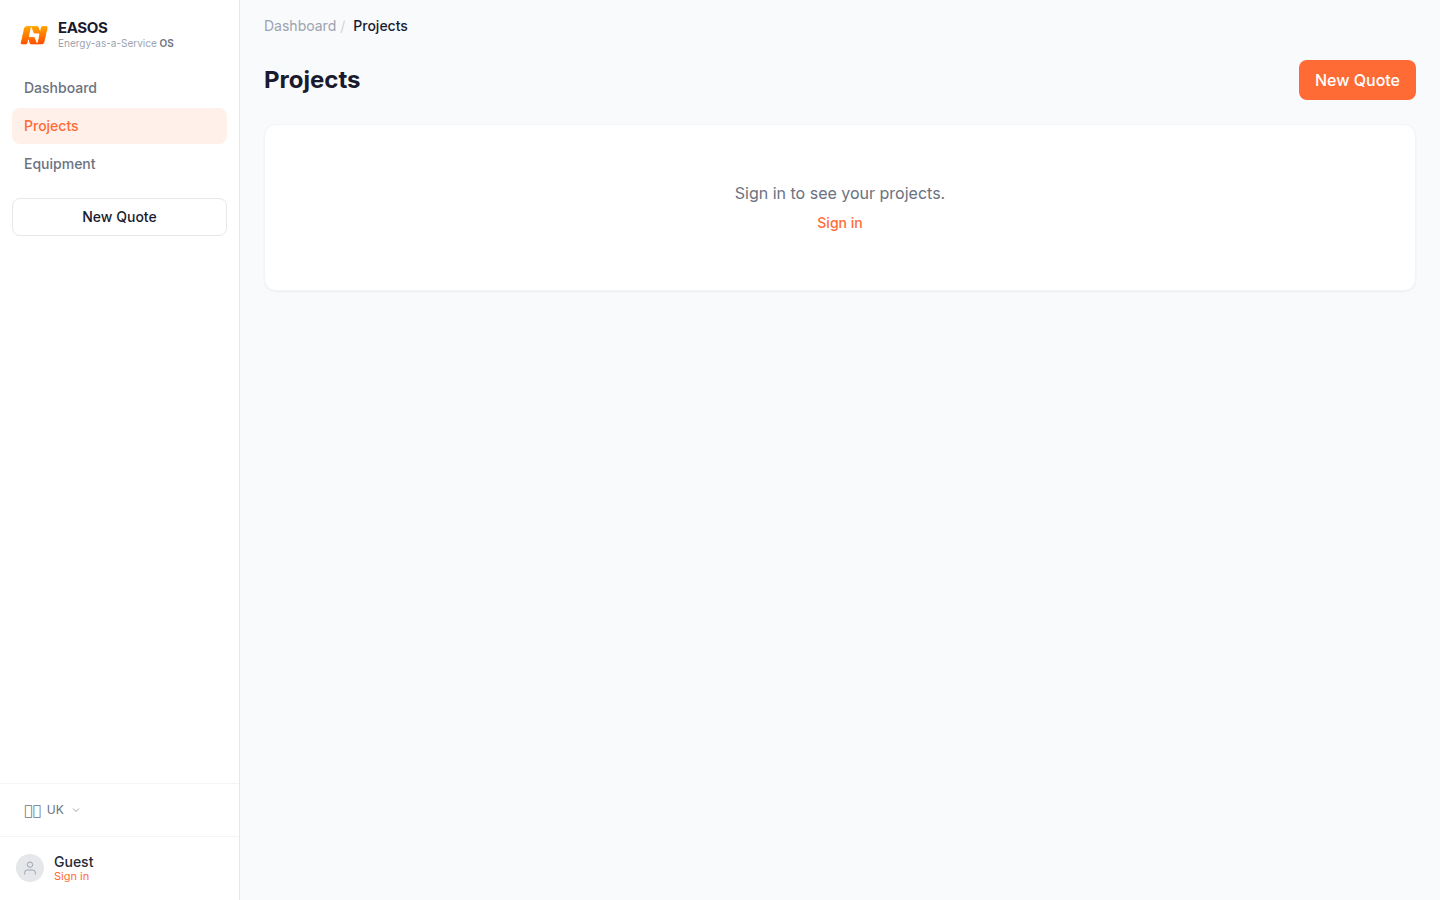 EASOS
Energy-as-a-Service OS
Dashboard
Projects
Equipment
New Quote
UK
Guest
Sign in
Dashboard / Projects
Projects
New Quote
Sign in to see your projects.
Sign in